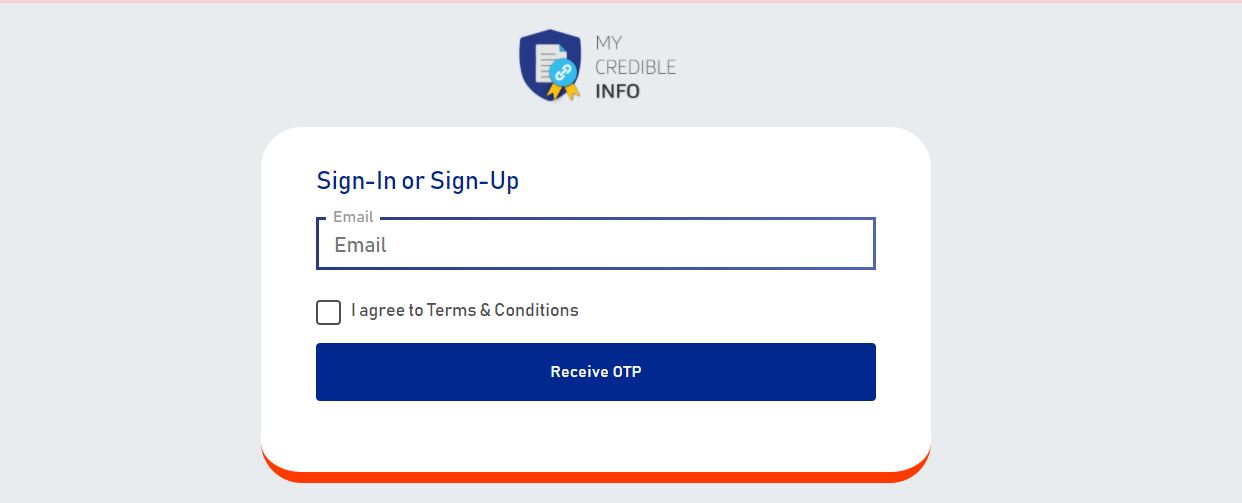 MY
CREDIBLE
INFO
Sign-In or Sign-Up
Email
Email
I agree to Terms & Conditions
Receive OTP